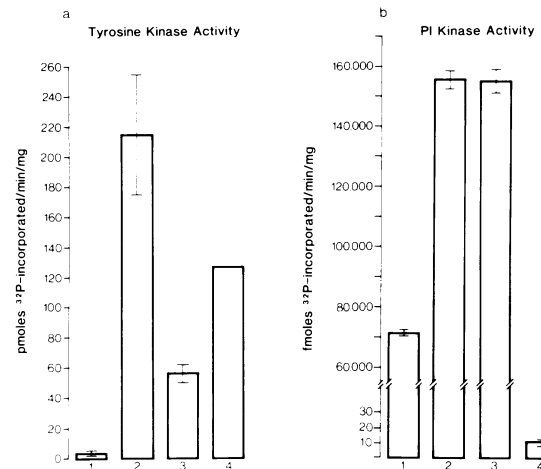 a
Tyrosine Kinase Activity
pmoles ³²P-incorporated/min/mg
260
240
220
200
180
160
140
120
100
80
60
40
20
0
1 2 3 4
b
PI Kinase Activity
fmoles ³²P-incorporated/min/mg
160.000
140.000
120.000
100.000
80.000
60.000
30
20
10
1 2 3 4